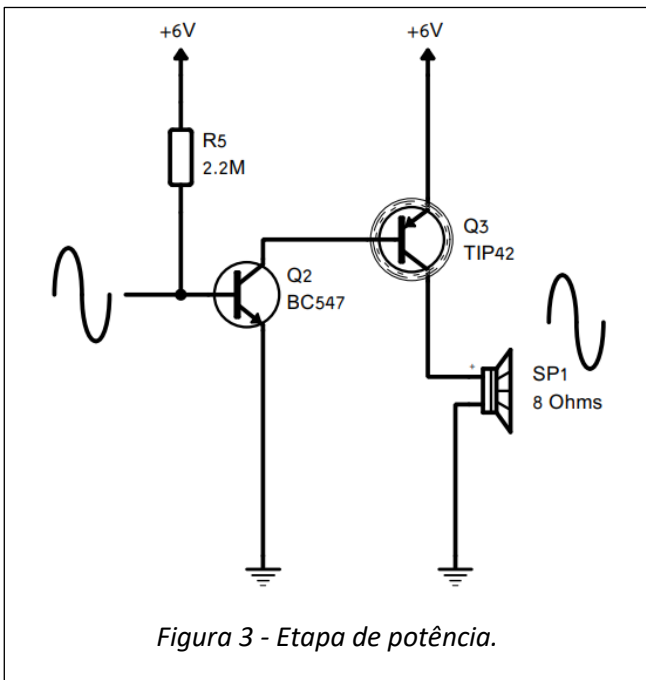 +6V
+6V
R5
2.2M
Q3
TIP42
Q2
BC547
+
SP1
8 Ohms
Figura 3 - Etapa de potência.